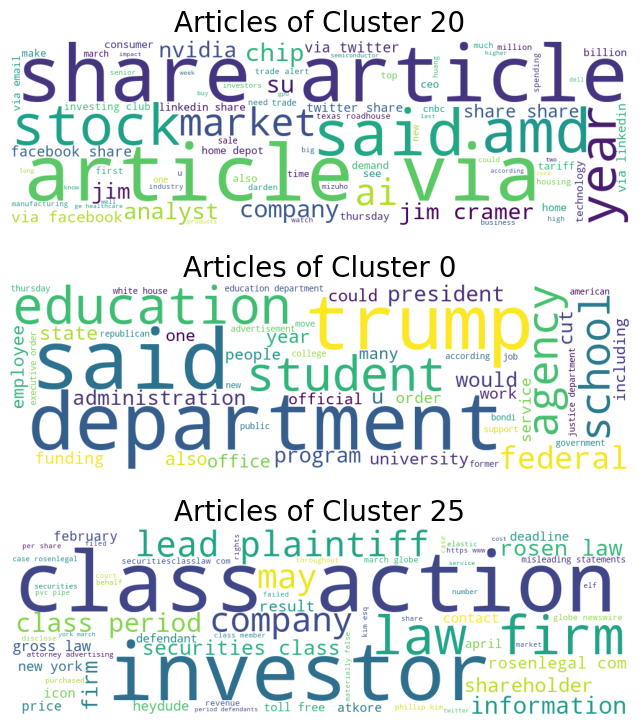 Articles of Cluster 20
make consumer march nvidia chip via twitter much higher million billion
share article
via email senior impact week trade alert semiconductor top huang spending dell
investing club linkedin share su investors buy gpu need trade twitter share ceo cnbc last share share
stock market said amd year via linkedin
facebook share sale home depot texas roadhouse big new
article via
long know jim first one industry u also darden time mizuho ai demand see could according two tariff core housing technology
manufacturing ge healthcare well products
via facebook analyst company watch thursday jim cramer business home high
Articles of Cluster 0
thursday white house education department could president american
education trump agency school
employee executive order state republican one said year advertisement move cut including
people college many according job
student would work service justice department
administration new official u order bondi
department
public support government
funding also office program university former federal
Articles of Cluster 25
february per share filed securitiesclasslaw com lead plaintiff rights throughout case elastic https www cost deadline rosen law
case rosenlegal march globe service misleading statements
class action
securities pvc pipe court behalf failed may number elf
class period result company contact globe newswire
disclose york march defendant class member kim esq share law firm
gross law securities class materially false april market rosenlegal com
attorney advertising
new york firm investor shareholder
purchased icon revenue information
price heydude period defendants toll free atkore phillip kim twitter